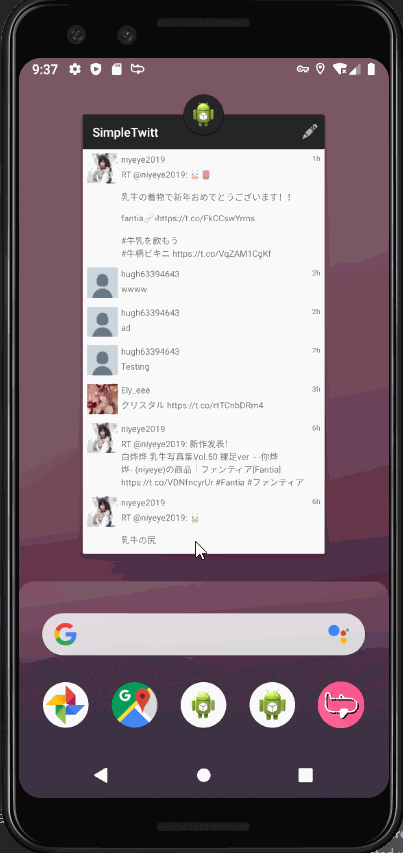 9:37
SimpleTwitt
niyeye2019 1h
RT @niyeye2019: 🐮🥛
乳牛の着物で新年おめでとうございます！！
https://t.co/FkCCswYrms
#牛乳を飲もう
#牛柄ビキニ https://t.co/VqZAM1CgKf
hugh63394643 2h
wwww
hugh63394643 2h
ad
hugh63394643 2h
Testing
Ely_eee 3h
クリスタル https://t.co/rtTCnbDRm4
niyeye2019 6h
RT @niyeye2019: 新作发表！
白烨烨 乳牛写真集Vol.50 裸足ver - -你烨
烨- (niyeye)の商品｜ファンティア[Fantia]
https://t.co/VDNfncyrUr #Fantia #ファンティア
niyeye2019 6h
RT @niyeye2019:
乳牛の尻